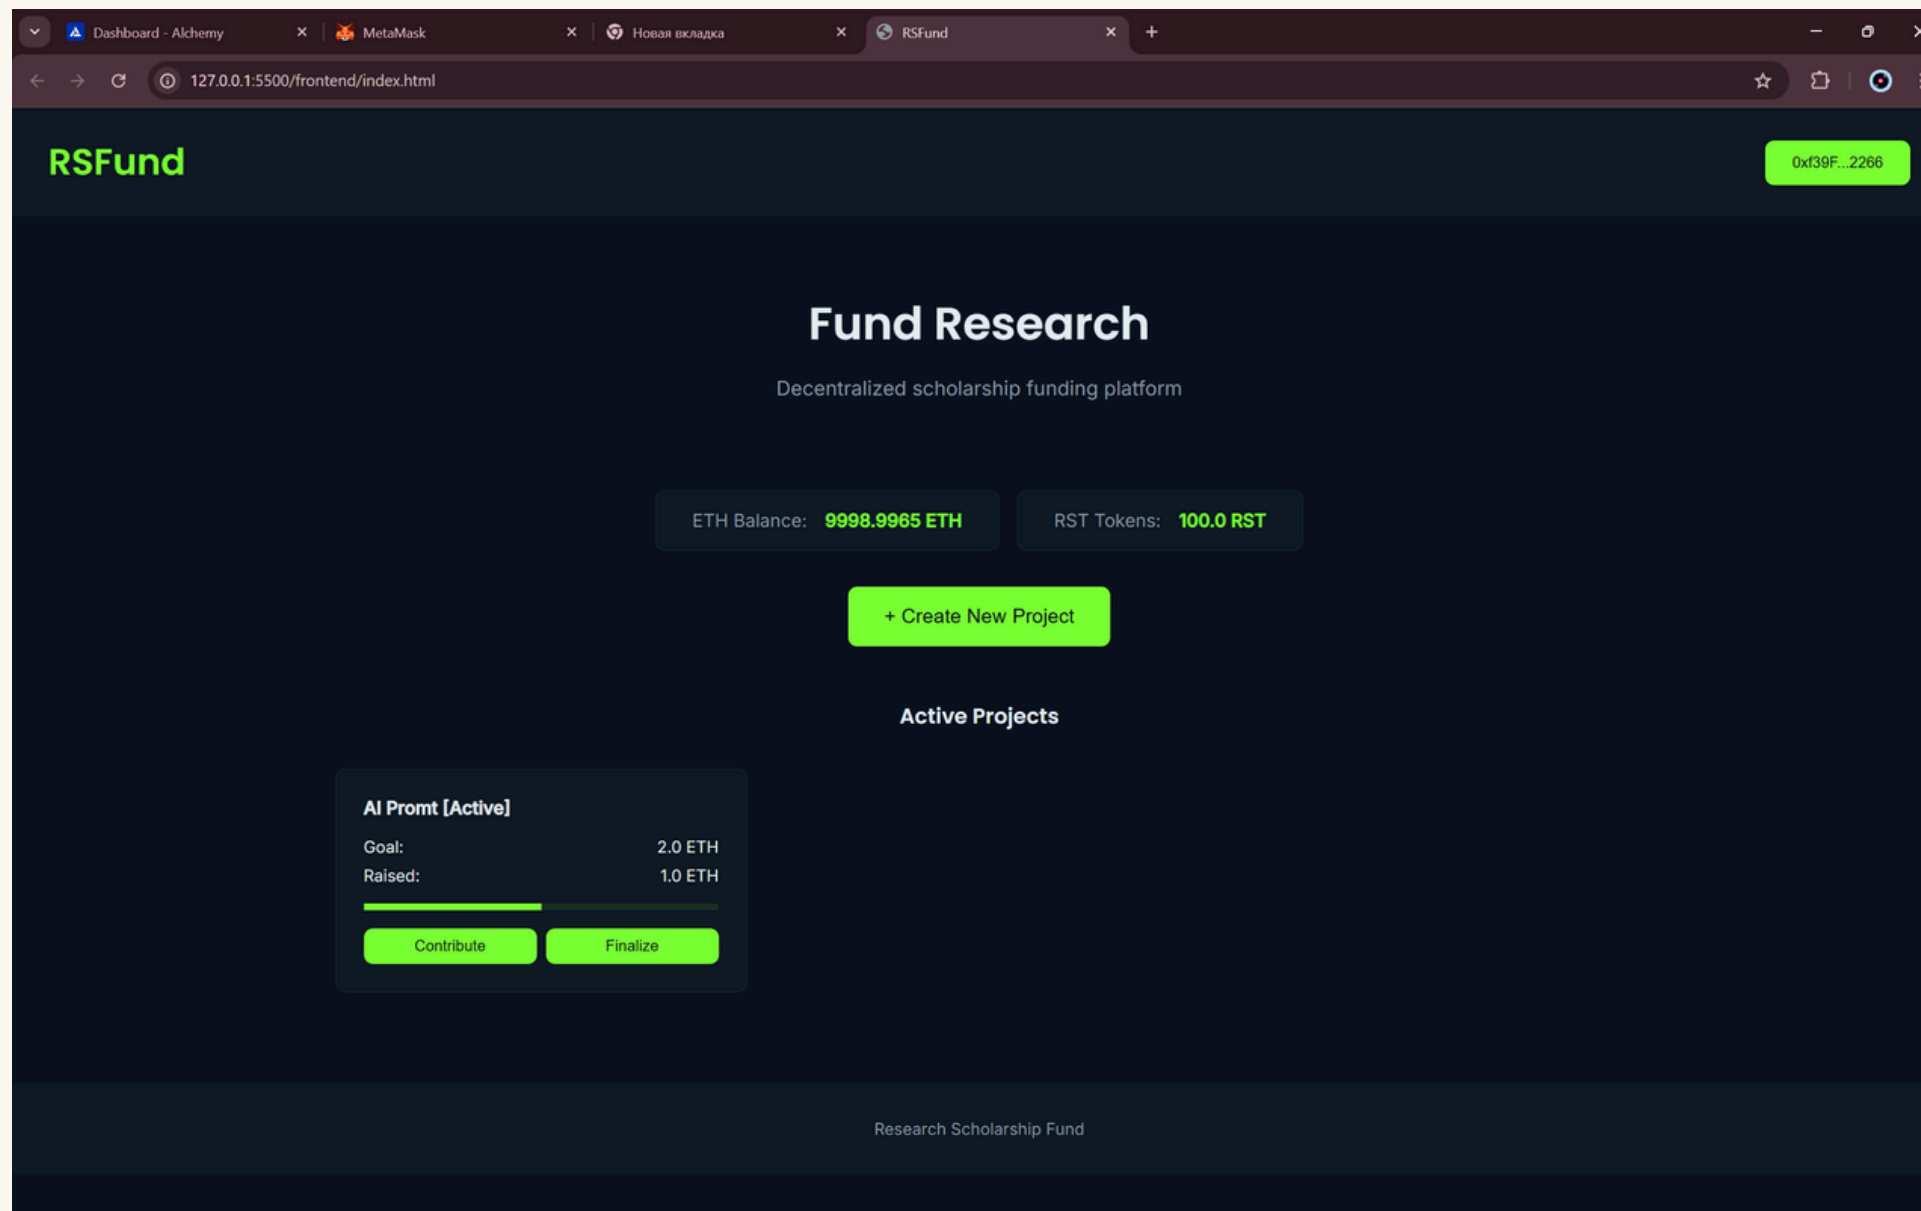 Dashboard - Alchemy MetaMask Новая вкладка RSFund
127.0.0.1:5500/frontend/index.html
RSFund
0xf39F...2266
Fund Research
Decentralized scholarship funding platform
ETH Balance: 9998.9965 ETH RST Tokens: 100.0 RST
+ Create New Project
Active Projects
AI Promt [Active]
Goal: 2.0 ETH
Raised: 1.0 ETH
Contribute Finalize
Research Scholarship Fund